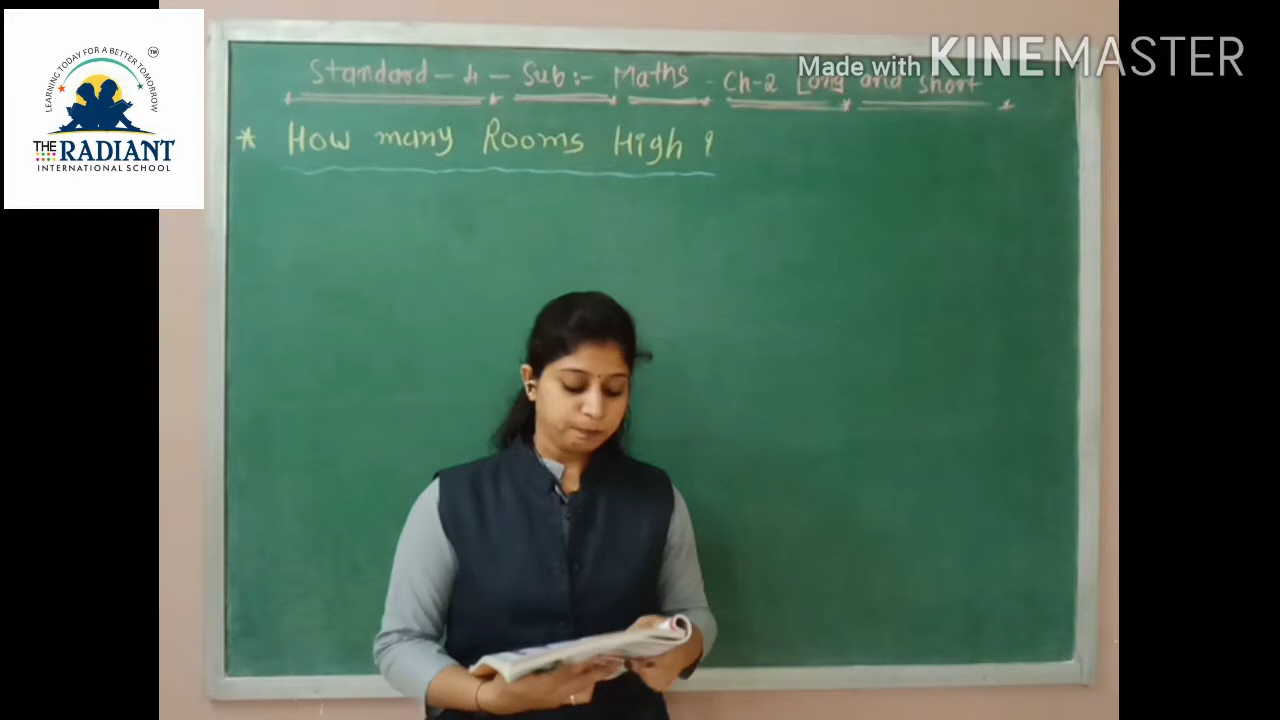 LEARNING TODAY FOR A BETTER TOMORROW
TM
THE RADIANT
INTERNATIONAL SCHOOL
Made with KINEMASTER
Standard - 4 - Sub:- Maths - Ch-2 Long and short
* How many Rooms High ?